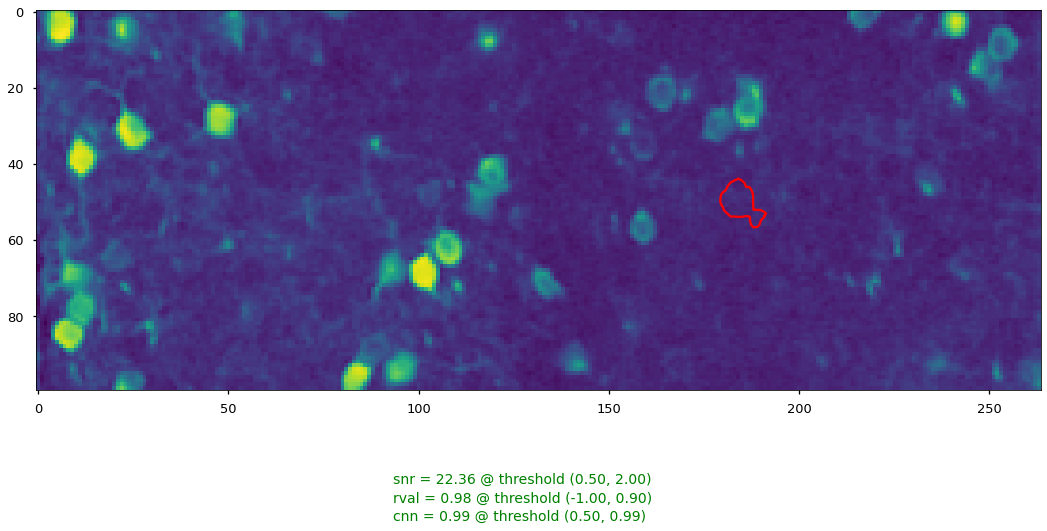 0
20
40
60
80
0 50 100 150 200 250
snr = 22.36 @ threshold (0.50, 2.00)
rval = 0.98 @ threshold (-1.00, 0.90)
cnn = 0.99 @ threshold (0.50, 0.99)